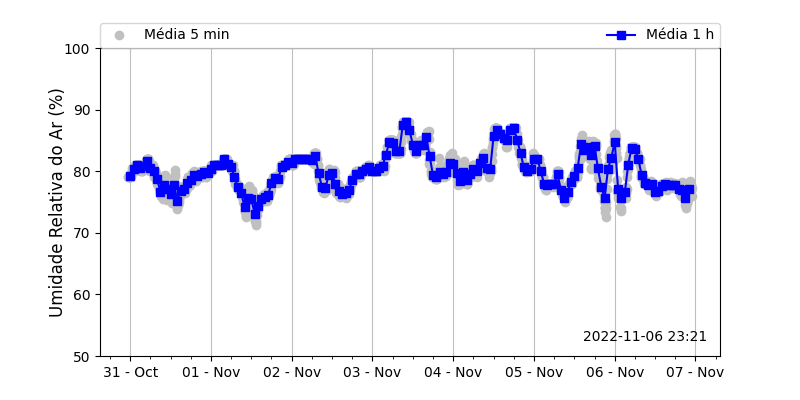 Média 5 min
Média 1 h
Umidade Relativa do Ar (%)
100
90
80
70
60
50
2022-11-06 23:21
31 - Oct
01 - Nov
02 - Nov
03 - Nov
04 - Nov
05 - Nov
06 - Nov
07 - Nov